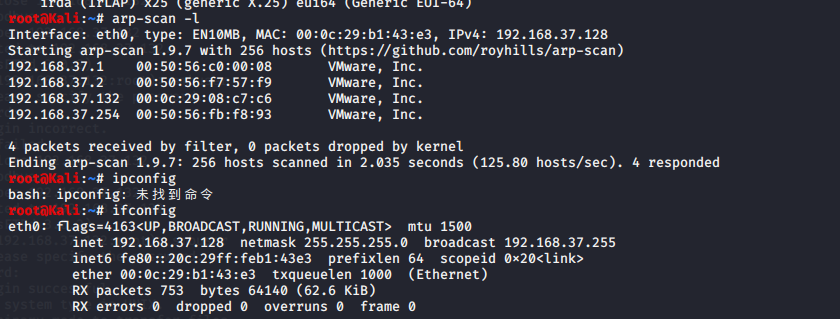 irda (IrLAP) x25 (generic X.25) eui64 (Generic EUI-64)
root@Kali:~# arp-scan -l
Interface: eth0, type: EN10MB, MAC: 00:0c:29:b1:43:e3, IPv4: 192.168.37.128
Starting arp-scan 1.9.7 with 256 hosts (https://github.com/royhills/arp-scan)
192.168.37.1 00:50:56:c0:00:08 VMware, Inc.
192.168.37.2 00:50:56:f7:57:f9 VMware, Inc.
192.168.37.132 00:0c:29:08:c7:c6 VMware, Inc.
192.168.37.254 00:50:56:fb:f8:93 VMware, Inc.
4 packets received by filter, 0 packets dropped by kernel
Ending arp-scan 1.9.7: 256 hosts scanned in 2.035 seconds (125.80 hosts/sec). 4 responded
root@Kali:~# ipconfig
bash: ipconfig: 未找到命令
root@Kali:~# ifconfig
eth0: flags=4163<UP,BROADCAST,RUNNING,MULTICAST> mtu 1500
inet 192.168.37.128 netmask 255.255.255.0 broadcast 192.168.37.255
inet6 fe80::20c:29ff:feb1:43e3 prefixlen 64 scopeid 0×20<link>
ether 00:0c:29:b1:43:e3 txqueuelen 1000 (Ethernet)
RX packets 753 bytes 64140 (62.6 KiB)
RX errors 0 dropped 0 overruns 0 frame 0